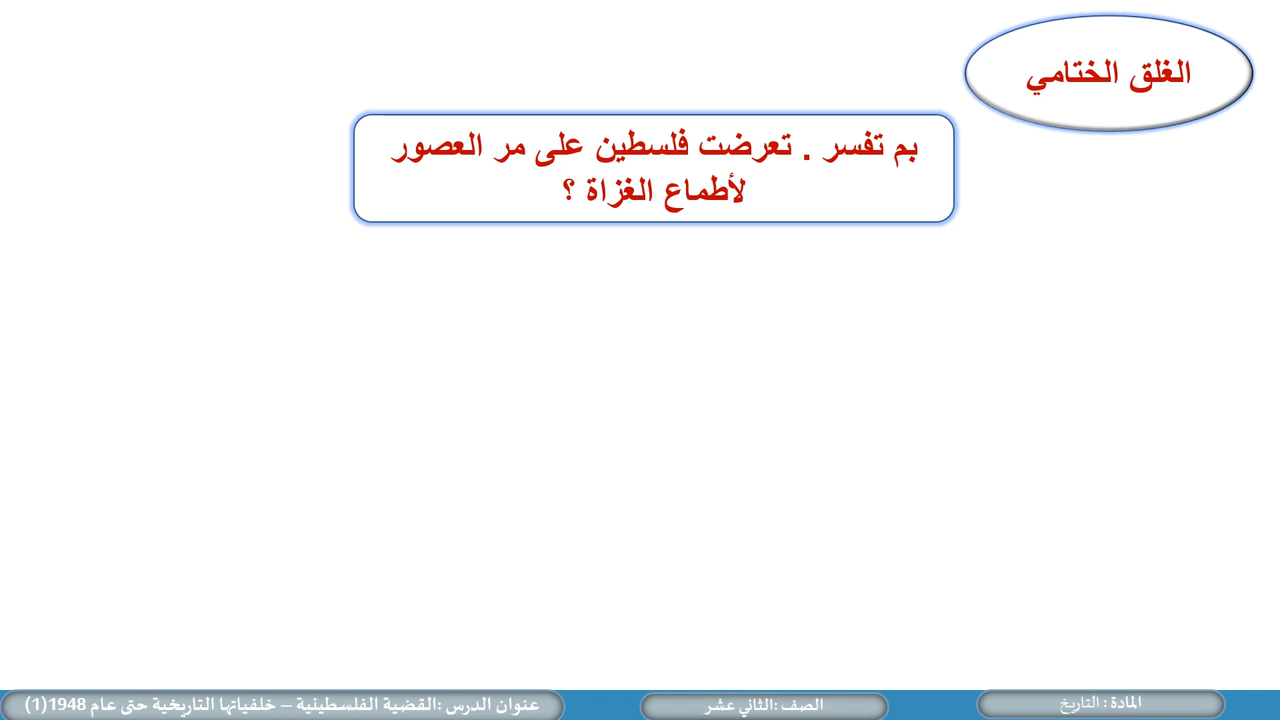 الغلق الختامي
بم تفسر . تعرضت فلسطين على مر العصور
لأطماع الغزاة ؟
المادة : التاريخ
الصف :الثاني عشر
عنوان الدرس :القضية الفلسطينية – خلفياتها التاريخية حتى عام 1948(1)